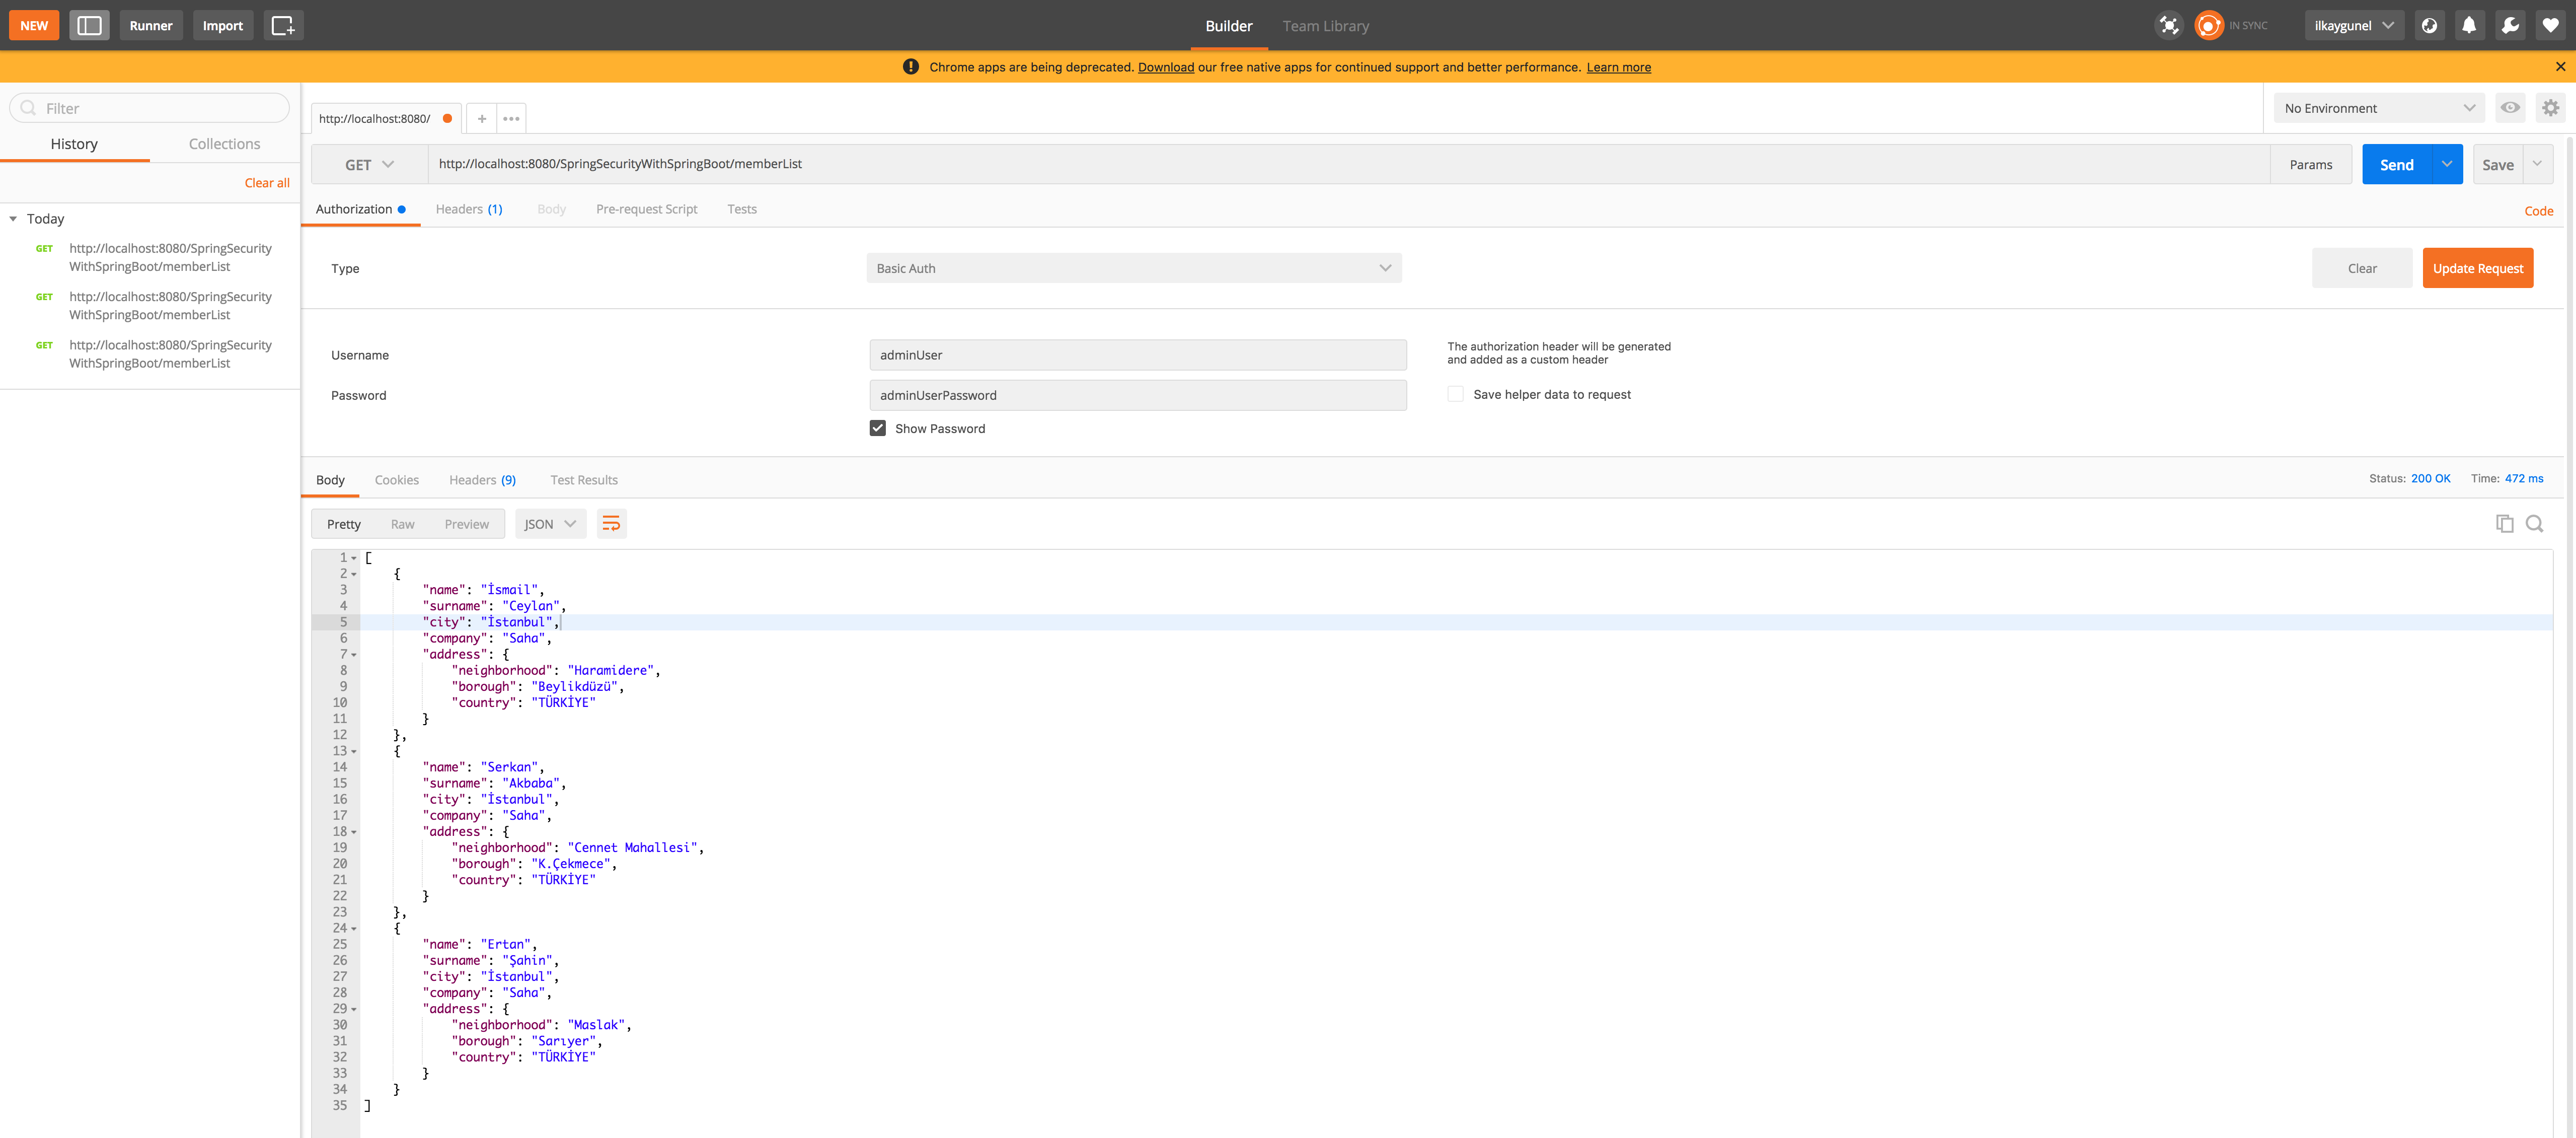 NEW Runner Import Builder Team Library IN SYNC ilkaygunel
Chrome apps are being deprecated. Download our free native apps for continued support and better performance. Learn more
Filter
History Collections
Clear all
Today
GET http://localhost:8080/SpringSecurity
WithSpringBoot/memberList
GET http://localhost:8080/SpringSecurity
WithSpringBoot/memberList
GET http://localhost:8080/SpringSecurity
WithSpringBoot/memberList
http://localhost:8080/ + ••• No Environment
GET http://localhost:8080/SpringSecurityWithSpringBoot/memberList Params Send Save
Authorization Headers (1) Body Pre-request Script Tests Code
Type Basic Auth Clear Update Request
Username adminUser
The authorization header will be generated
and added as a custom header
Password adminUserPassword Save helper data to request
Show Password
Body Cookies Headers (9) Test Results Status: 200 OK Time: 472 ms
Pretty Raw Preview JSON
1 [
2 {
3 "name": "İsmail",
4 "surname": "Ceylan",
5 "city": "İstanbul",
6 "company": "Saha",
7 "address": {
8 "neighborhood": "Haramidere",
9 "borough": "Beylikdüzü",
10 "country": "TÜRKİYE"
11 }
12 },
13 {
14 "name": "Serkan",
15 "surname": "Akbaba",
16 "city": "İstanbul",
17 "company": "Saha",
18 "address": {
19 "neighborhood": "Cennet Mahallesi",
20 "borough": "K.Çekmece",
21 "country": "TÜRKİYE"
22 }
23 },
24 {
25 "name": "Ertan",
26 "surname": "Şahin",
27 "city": "İstanbul",
28 "company": "Saha",
29 "address": {
30 "neighborhood": "Maslak",
31 "borough": "Sarıyer",
32 "country": "TÜRKİYE"
33 }
34 }
35 ]